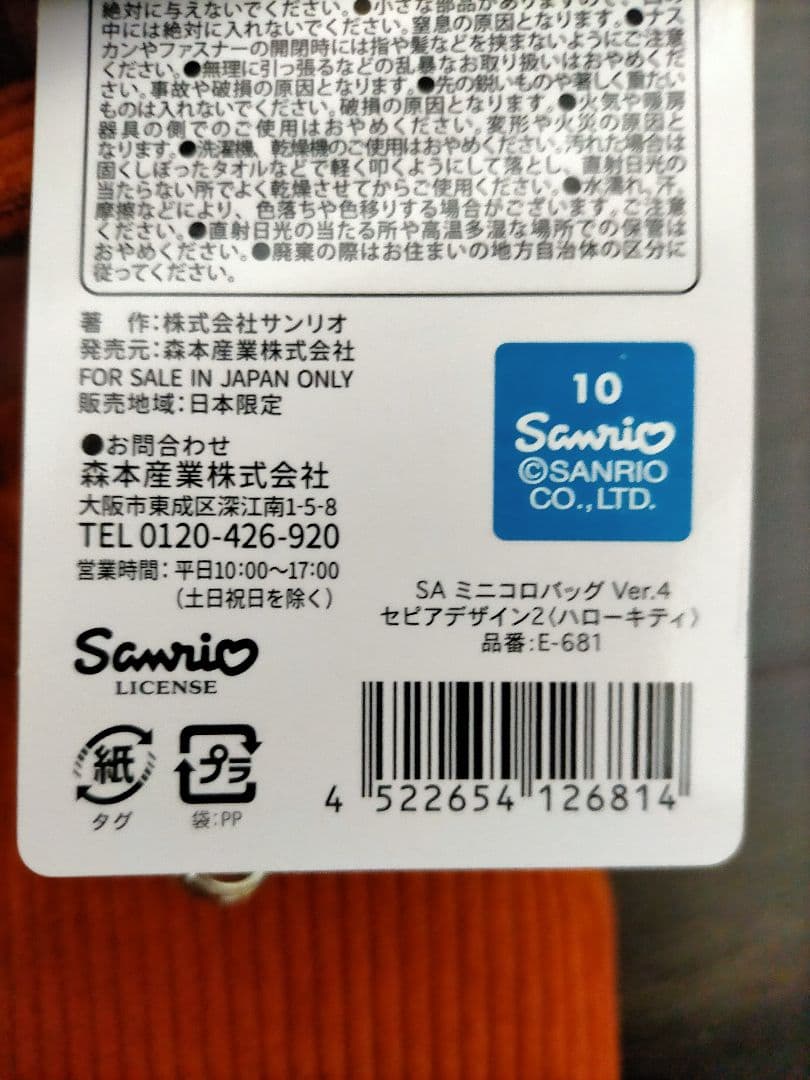 絶対に与えないでください。●小さな部品がありますので、
中には絶対に入れないでください。窒息の原因となります。●ナス
カンやファスナーの開閉時には指や髪などを挟まないようにご注意
ください。●無理に引っ張るなどの乱暴なお取り扱いはおやめくだ
さい。事故や破損の原因となります。●先の鋭いものや著しく重たい
ものは入れないでください。破損の原因となります。●火気や暖房
器具の側でのご使用はおやめください。変形や火災の原因と
なります。●洗濯機、乾燥機のご使用はおやめください。汚れた場合は
固くしぼったタオルなどで軽く叩くようにして落とし、直射日光の
当たらない所でよく乾燥させてからご使用ください。●水濡れ、汗、
摩擦などにより、色落ちや色移りする場合がございます。ご注意
ください。●直射日光の当たる所や高温多湿な場所での保管は
おやめください。●廃棄の際はお住まいの地方自治体の区分に
従ってください。
著　作:株式会社サンリオ
発売元:森本産業株式会社
FOR SALE IN JAPAN ONLY
販売地域:日本限定
●お問合わせ
森本産業株式会社
大阪市東成区深江南1-5-8
TEL 0120-426-920
営業時間:平日10:00〜17:00
(土日祝日を除く)
Sanrio
LICENSE
紙
タグ
プラ
袋:PP
10
Sanrio
©SANRIO
CO.,LTD.
SA ミニコロバッグ Ver.4
セピアデザイン2〈ハローキティ〉
品番:E-681
4 522654 126814